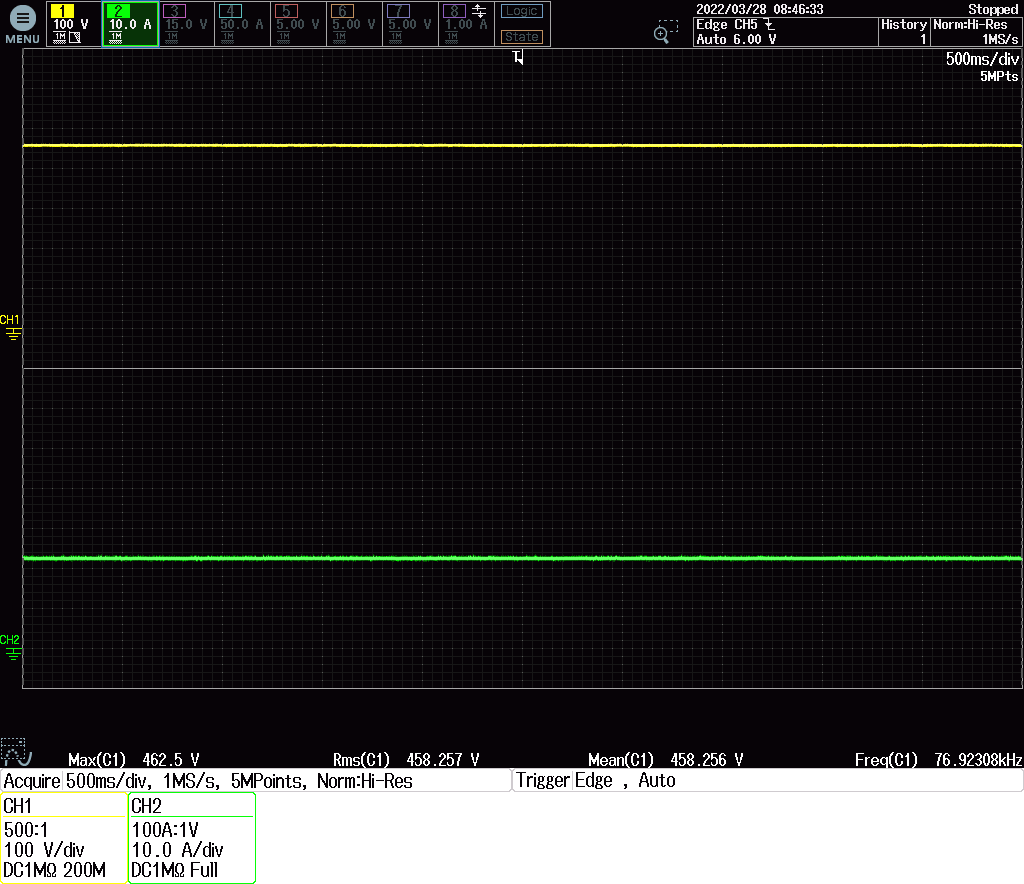 MENU
1
100 V
1M
2
10.0 A
1M
3
15.0 V
1M
4
50.0 A
1M
5
5.00 V
1M
6
5.00 V
1M
7
5.00 V
1M
8
1.00 A
1M
Logic
State
2022/03/28 08:46:33
Stopped
Edge CH5
Auto 6.00 V
History
1
Norm:Hi-Res
1MS/s
T
500ms/div
5MPts
CH1
CH2
Max(C1) 462.5 V
Rms(C1) 458.257 V
Mean(C1) 458.256 V
Freq(C1) 76.92308kHz
Acquire 500ms/div, 1MS/s, 5MPoints, Norm:Hi-Res
Trigger Edge , Auto
CH1
500:1
100 V/div
DC1MΩ 200M
CH2
100A:1V
10.0 A/div
DC1MΩ Full